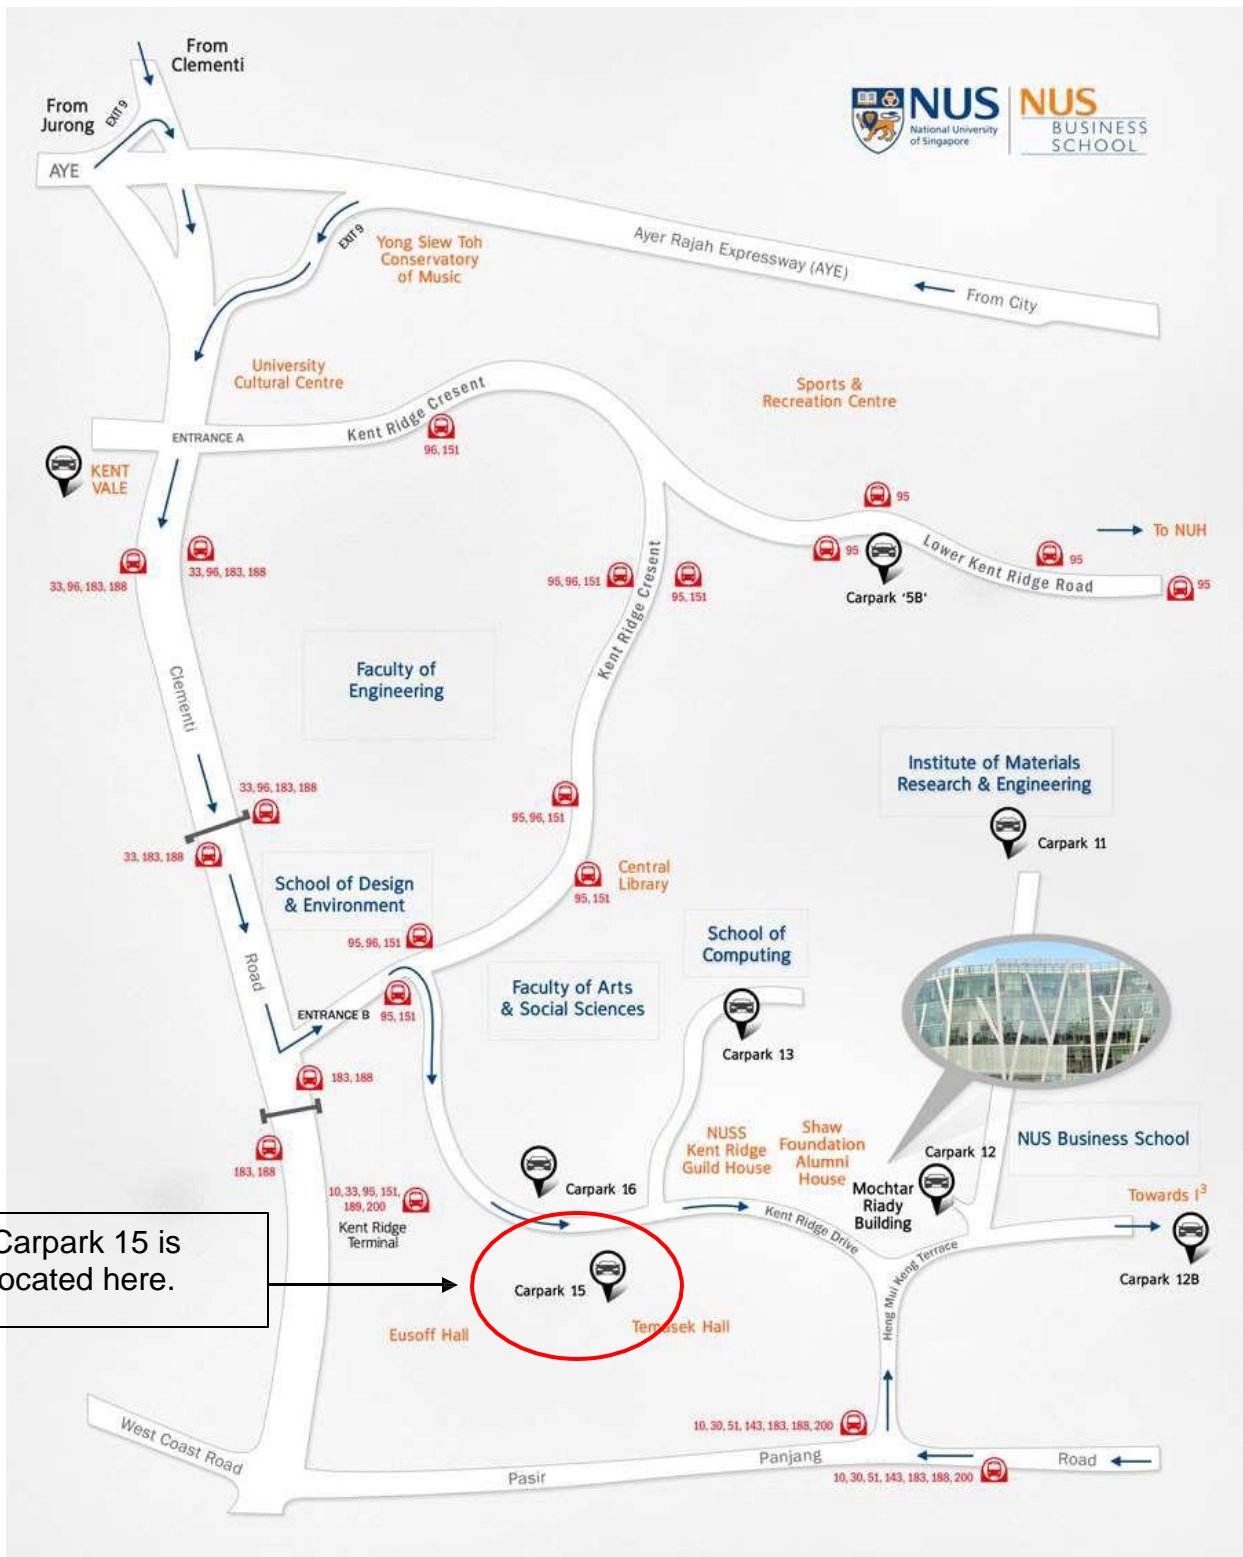 From
Clementi
From
Jurong
EXIT 9
AYE
NUS
National University
of Singapore
NUS
BUSINESS
SCHOOL
EXIT 9
Yong Siew Toh
Conservatory
of Music
Ayer Rajah Expressway (AYE)
From City
University
Cultural Centre
Sports &
Recreation Centre
Kent Ridge Cresent
ENTRANCE A
96, 151
KENT
VALE
95
To NUH
95
Lower Kent Ridge Road
95
95
Carpark '5B'
33, 96, 183, 188
33, 96, 183, 188
95, 96, 151
95, 151
Kent Ridge Cresent
Faculty of
Engineering
Clementi
Institute of Materials
Research & Engineering
33, 96, 183, 188
95, 96, 151
Carpark 11
33, 183, 188
School of Design
& Environment
Central
Library
95, 151
95, 96, 151
School of
Computing
Road
Faculty of Arts
& Social Sciences
ENTRANCE B
95, 151
Carpark 13
183, 188
183, 188
NUSS
Kent Ridge
Guild House
Shaw
Foundation
Alumni
House
Carpark 12
NUS Business School
Mochtar
Riady
Building
Carpark 16
Towards I³
10, 33, 95, 151,
189, 200
Kent Ridge
Terminal
Kent Ridge Drive
Heng Mui Keng Terrace
Carpark 12B
Carpark 15 is
located here.
Carpark 15
Eusoff Hall
Temasek Hall
10, 30, 51, 143, 183, 188, 200
West Coast Road
Pasir
Panjang
Road
10, 30, 51, 143, 183, 188, 200